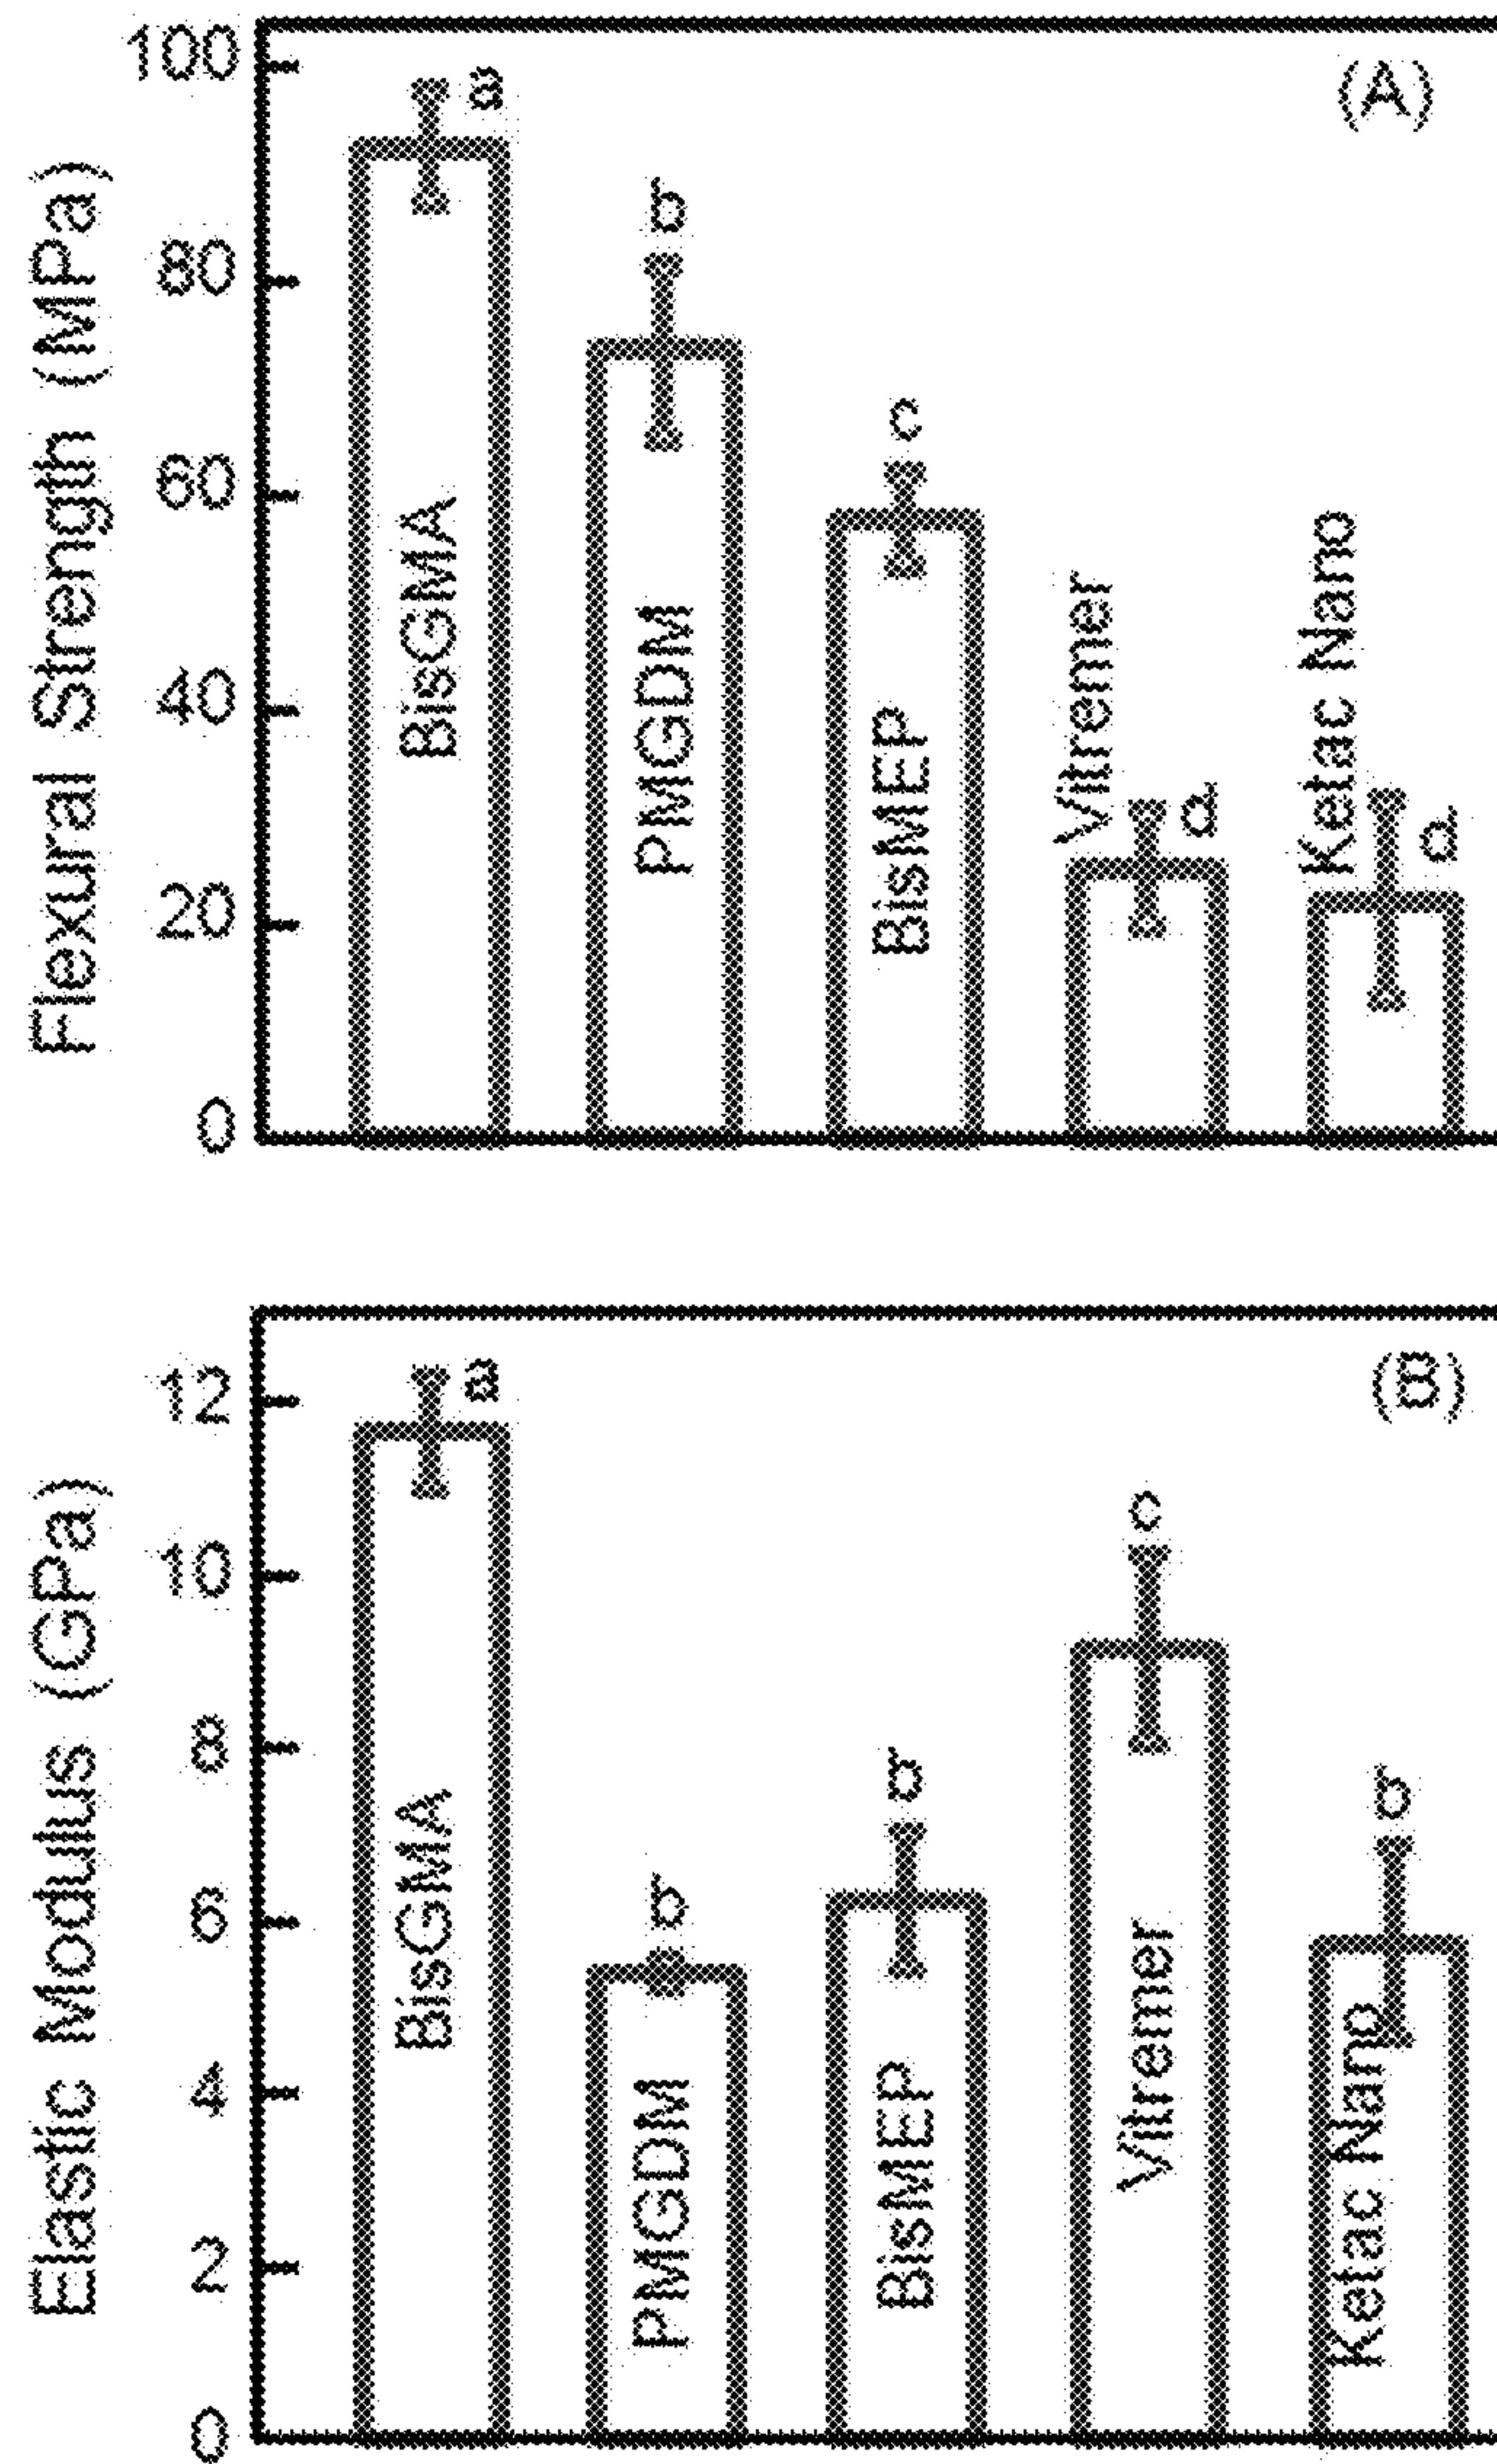 (A)
Flexural Strength (MPa)
100
80
60
40
20
0
a
b
c
d
d
BisGMA
PMGDM
BisMEP
Vitremer
Ketac Nano
(B)
Elastic Modulus (GPa)
12
10
8
6
4
2
0
a
b
b
c
b
BisGMA
PMGDM
BisMEP
Vitremer
Ketac Nano